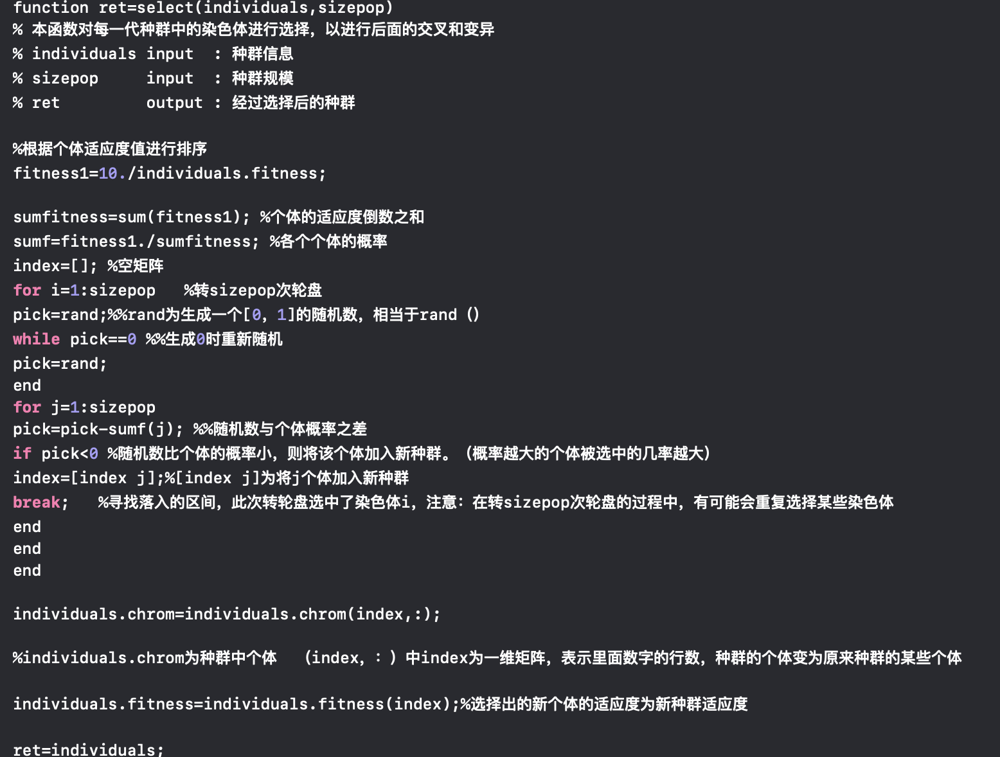 function ret=select(individuals,sizepop)
% 本函数对每一代种群中的染色体进行选择，以进行后面的交叉和变异
% individuals input  : 种群信息
% sizepop     input  : 种群规模
% ret         output : 经过选择后的种群
%根据个体适应度值进行排序
fitness1=10./individuals.fitness;
sumfitness=sum(fitness1); %个体的适应度倒数之和
sumf=fitness1./sumfitness; %各个个体的概率
index=[]; %空矩阵
for i=1:sizepop   %转sizepop次轮盘
pick=rand;%%rand为生成一个[0，1]的随机数，相当于rand（）
while pick==0 %%生成0时重新随机
pick=rand;
end
for j=1:sizepop
pick=pick-sumf(j); %%随机数与个体概率之差
if pick<0 %随机数比个体的概率小，则将该个体加入新种群。（概率越大的个体被选中的几率越大）
index=[index j];%[index j]为将j个体加入新种群
break;   %寻找落入的区间，此次转轮盘选中了染色体i，注意：在转sizepop次轮盘的过程中，有可能会重复选择某些染色体
end
end
end
individuals.chrom=individuals.chrom(index,:);
%individuals.chrom为种群中个体  （index，：）中index为一维矩阵，表示里面数字的行数，种群的个体变为原来种群的某些个体
individuals.fitness=individuals.fitness(index);%选择出的新个体的适应度为新种群适应度
ret=individuals;